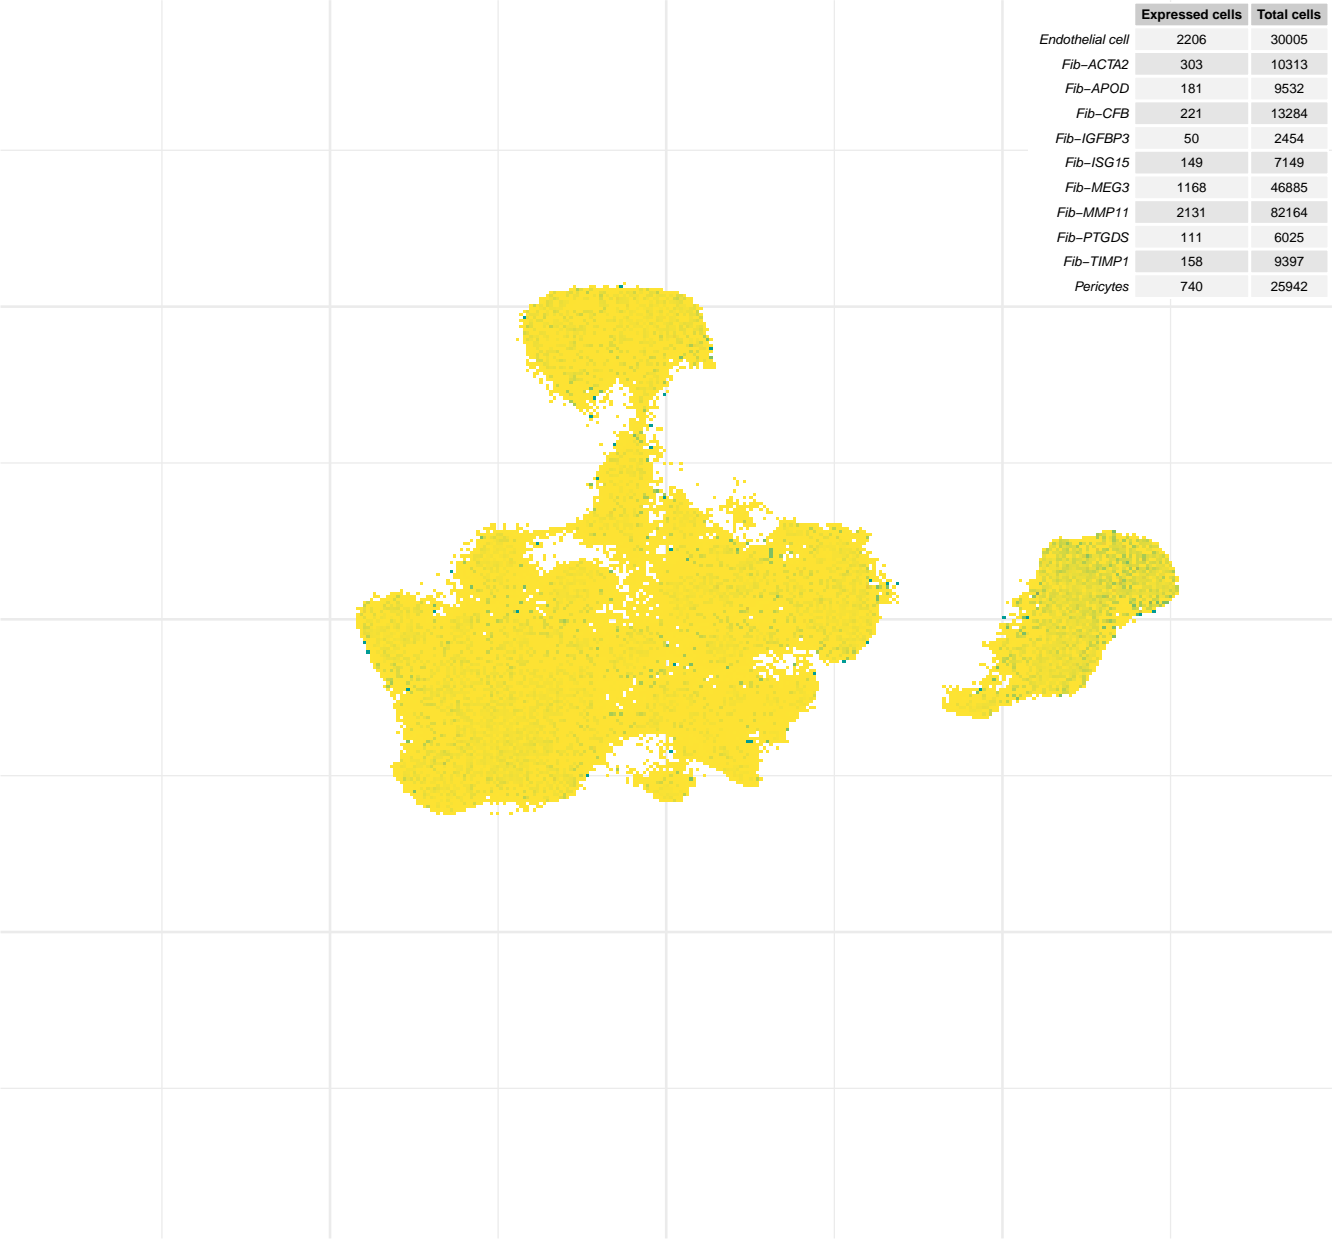 Expressed cells Total cells
Endothelial cell 2206 30005
Fib−ACTA2 303 10313
Fib−APOD 181 9532
Fib−CFB 221 13284
Fib−IGFBP3 50 2454
Fib−ISG15 149 7149
Fib−MEG3 1168 46885
Fib−MMP11 2131 82164
Fib−PTGDS 111 6025
Fib−TIMP1 158 9397
Pericytes 740 25942